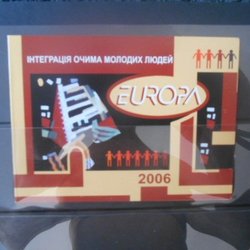 ІНТЕГРАЦІЯ ОЧИМА МОЛОДИХ ЛЮДЕЙ
EUROPA
2006